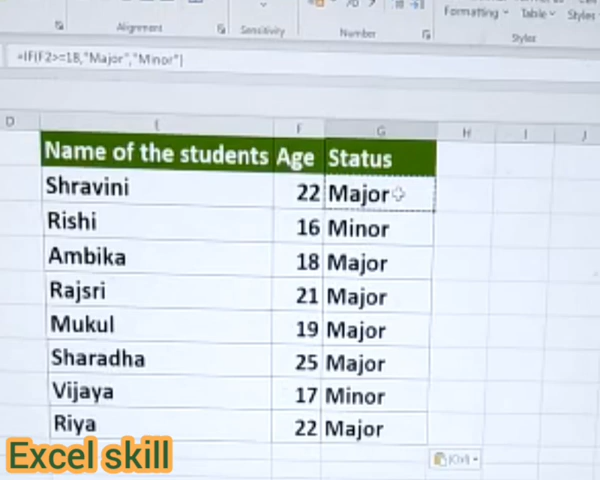 Formatting Table Styles
Alignment Sensitivity Number Styles
=IF(F2>=18,"Major","Minor")
D E F G H I J
Name of the students Age Status
Shravini 22 Major
Rishi 16 Minor
Ambika 18 Major
Rajsri 21 Major
Mukul 19 Major
Sharadha 25 Major
Vijaya 17 Minor
Riya 22 Major
(Ctrl)
Excel skill